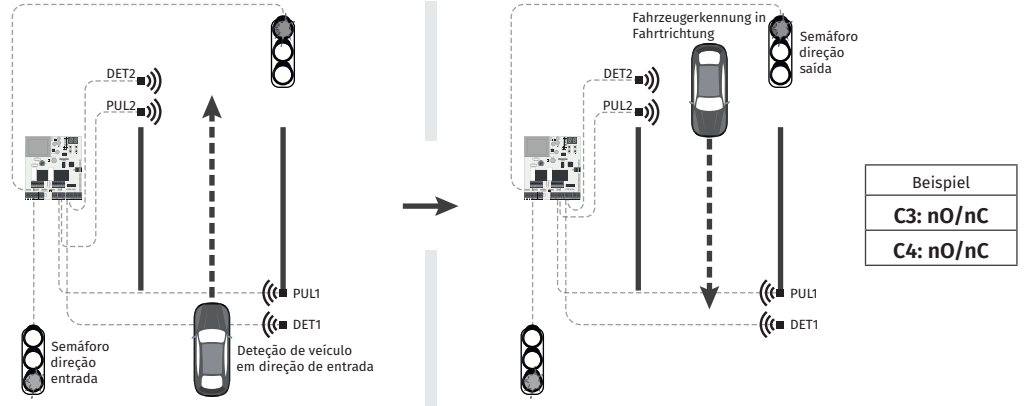 DET2
PUL2
PUL1
DET1
Semáforo
direção
entrada
Deteção de veículo
em direção de entrada
Fahrzeugerkennung in
Fahrtrichtung
Semáforo
direção
saída
DET2
PUL2
PUL1
DET1
Beispiel
C3: nO/nC
C4: nO/nC